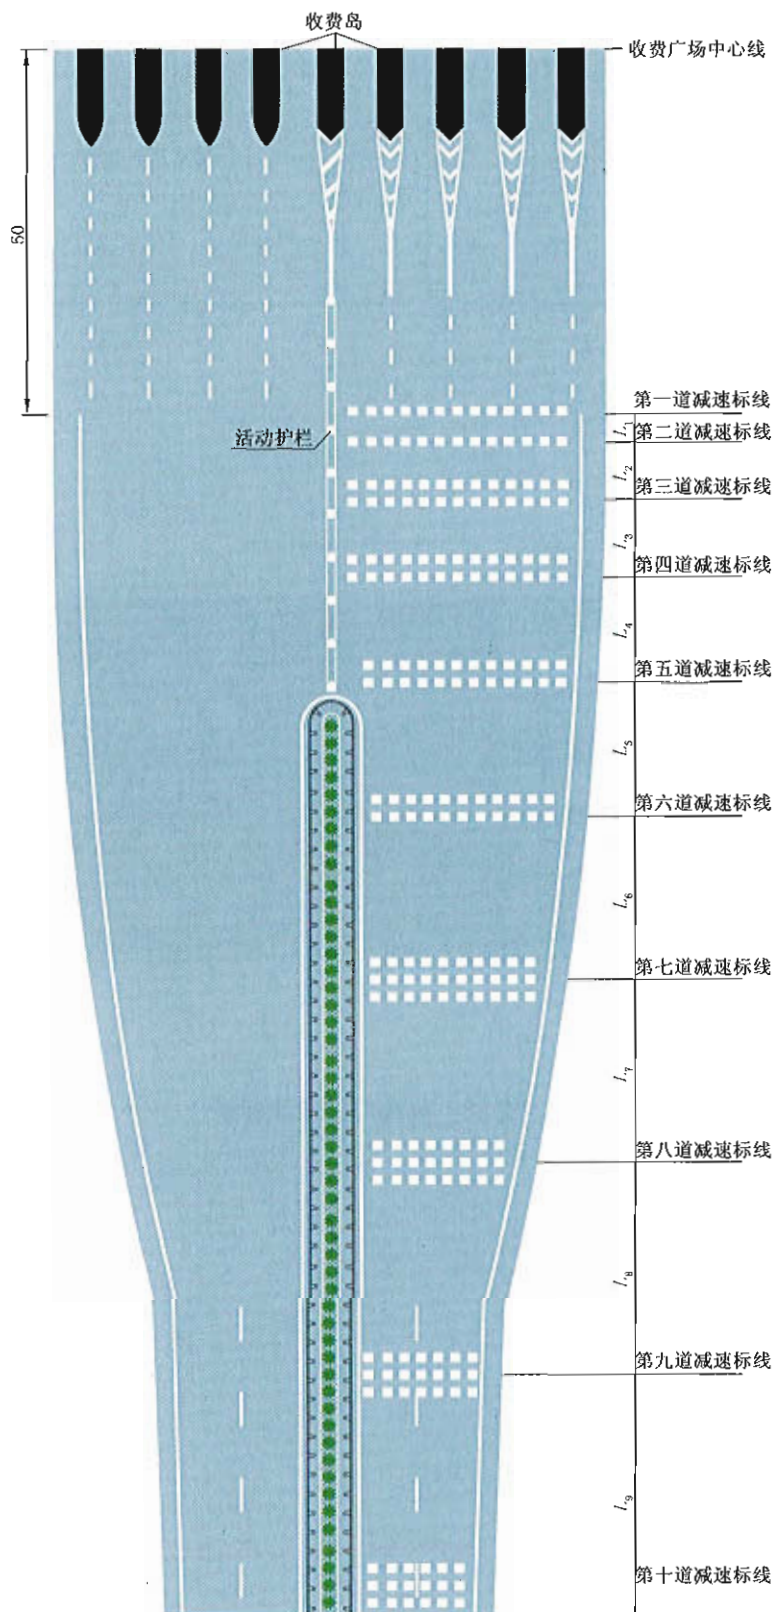 收费岛
收费广场中心线
50
第一道减速标线
L₁
活动护栏
第二道减速标线
L₂
第三道减速标线
L₃
第四道减速标线
L₄
第五道减速标线
L₅
第六道减速标线
L₆
第七道减速标线
L₇
第八道减速标线
L₈
第九道减速标线
L₉
第十道减速标线